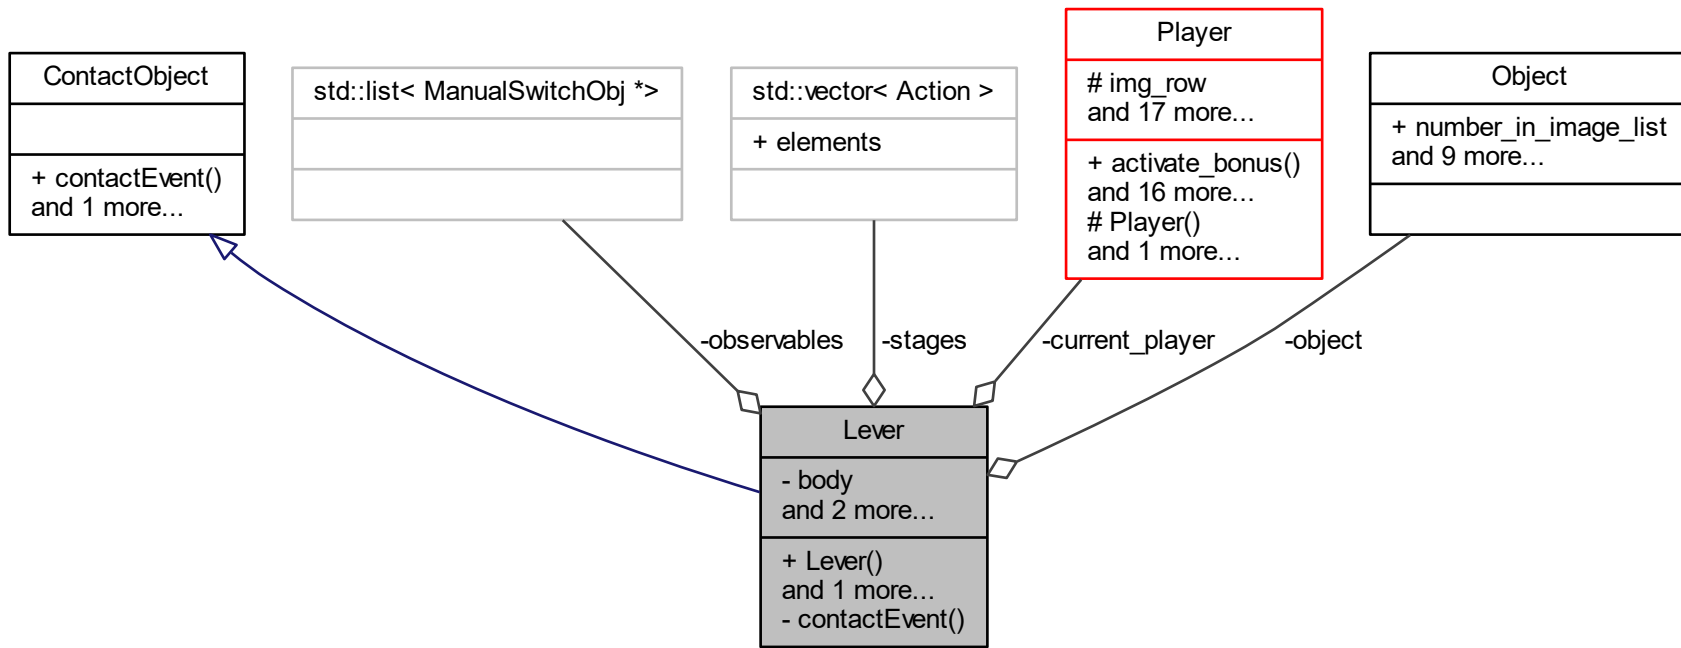 ContactObject
+ contactEvent()
and 1 more...
std::list< ManualSwitchObj *>
std::vector< Action >
+ elements
Player
# img_row
and 17 more...
+ activate_bonus()
and 16 more...
# Player()
and 1 more...
Object
+ number_in_image_list
and 9 more...
-observables
-stages
-current_player
-object
Lever
- body
and 2 more...
+ Lever()
and 1 more...
- contactEvent()